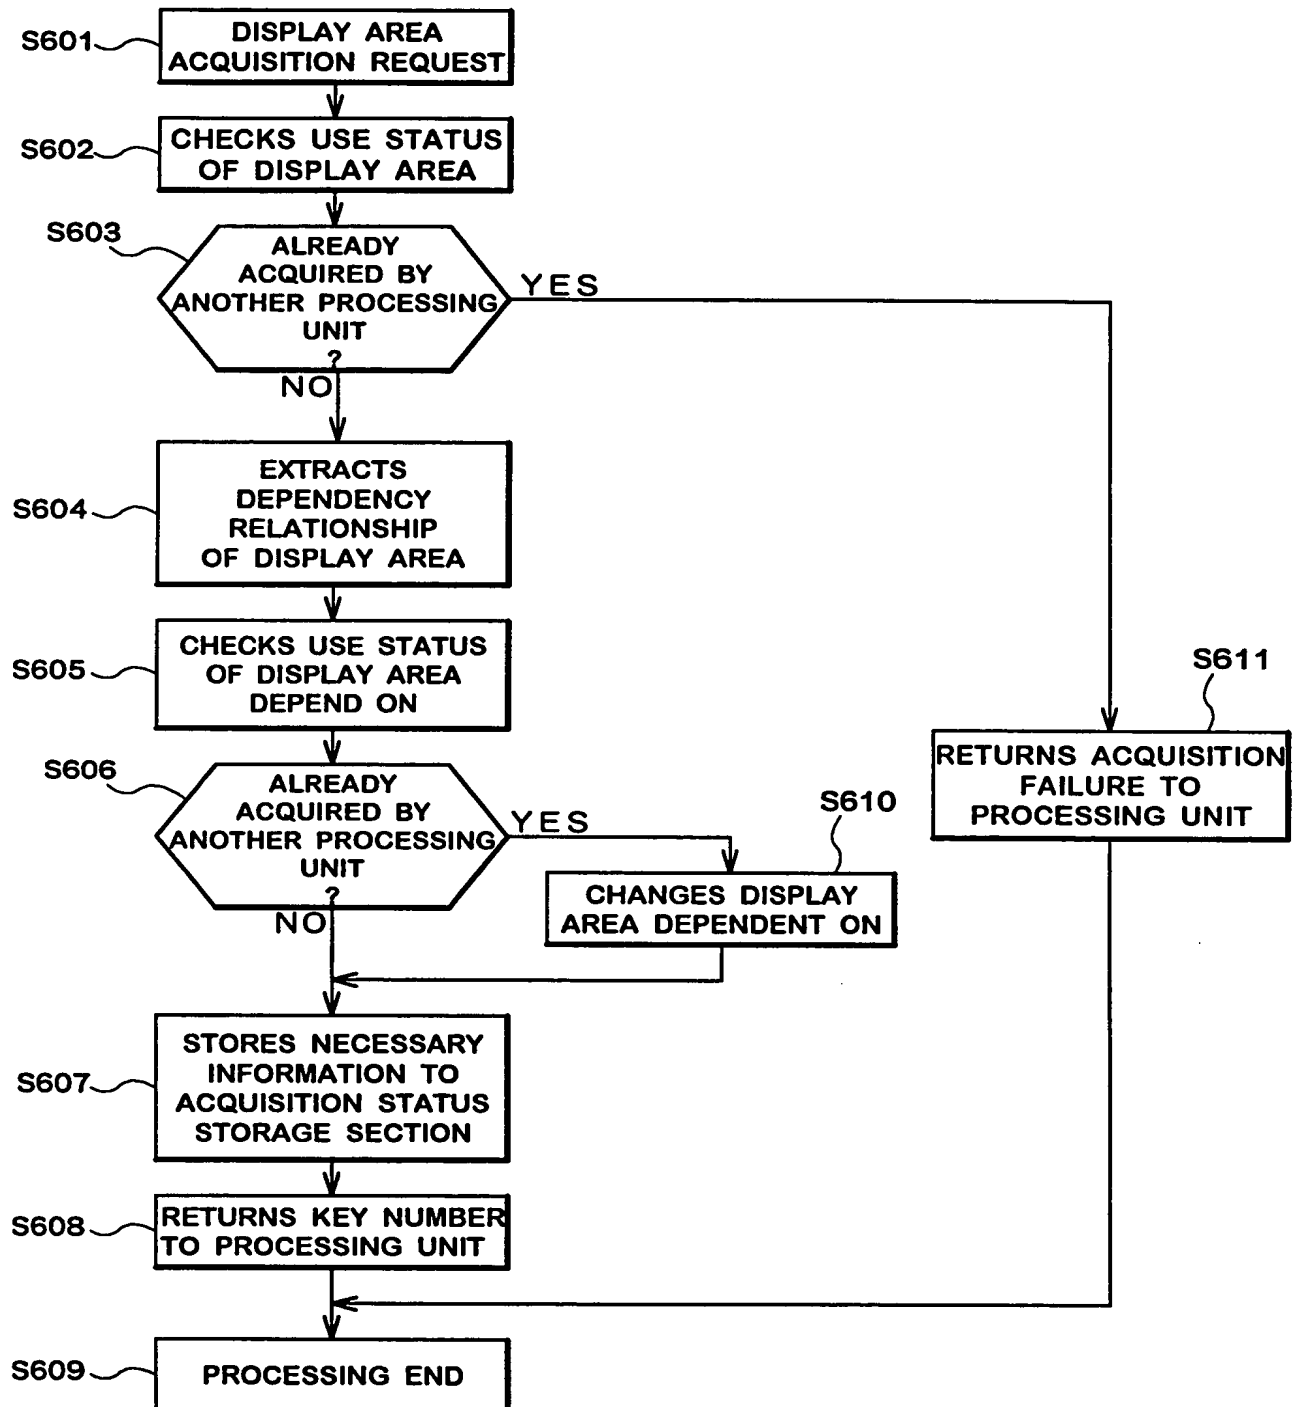 S601
DISPLAY AREA
ACQUISITION REQUEST
S602
CHECKS USE STATUS
OF DISPLAY AREA
S603
ALREADY
ACQUIRED BY
ANOTHER PROCESSING
UNIT
?
YES
NO
S604
EXTRACTS
DEPENDENCY
RELATIONSHIP
OF DISPLAY AREA
S605
CHECKS USE STATUS
OF DISPLAY AREA
DEPEND ON
S606
ALREADY
ACQUIRED BY
ANOTHER PROCESSING
UNIT
?
YES
NO
S610
CHANGES DISPLAY
AREA DEPENDENT ON
S611
RETURNS ACQUISITION
FAILURE TO
PROCESSING UNIT
S607
STORES NECESSARY
INFORMATION TO
ACQUISITION STATUS
STORAGE SECTION
S608
RETURNS KEY NUMBER
TO PROCESSING UNIT
S609
PROCESSING END